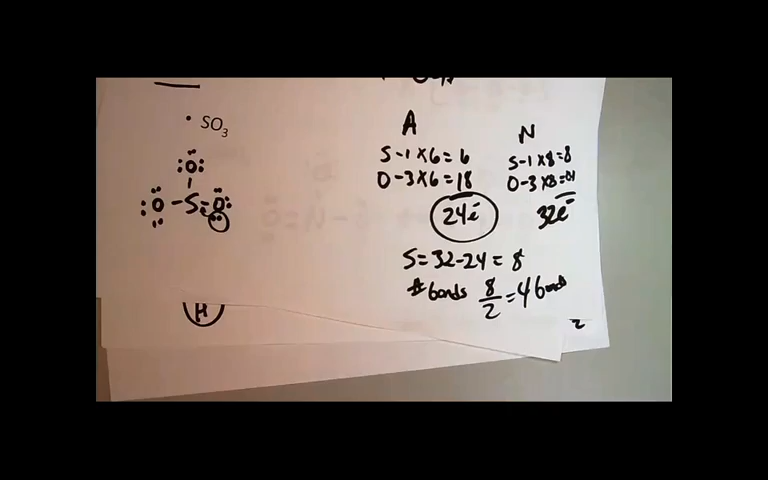 • SO3
A
S-1×6=6
O-3×6=18
24e-
N
S-1×8=8
O-3×8=24
32e-
:O:
:O-S=O:
S=32-24=8
#bonds 8/2=4 bonds
H
2